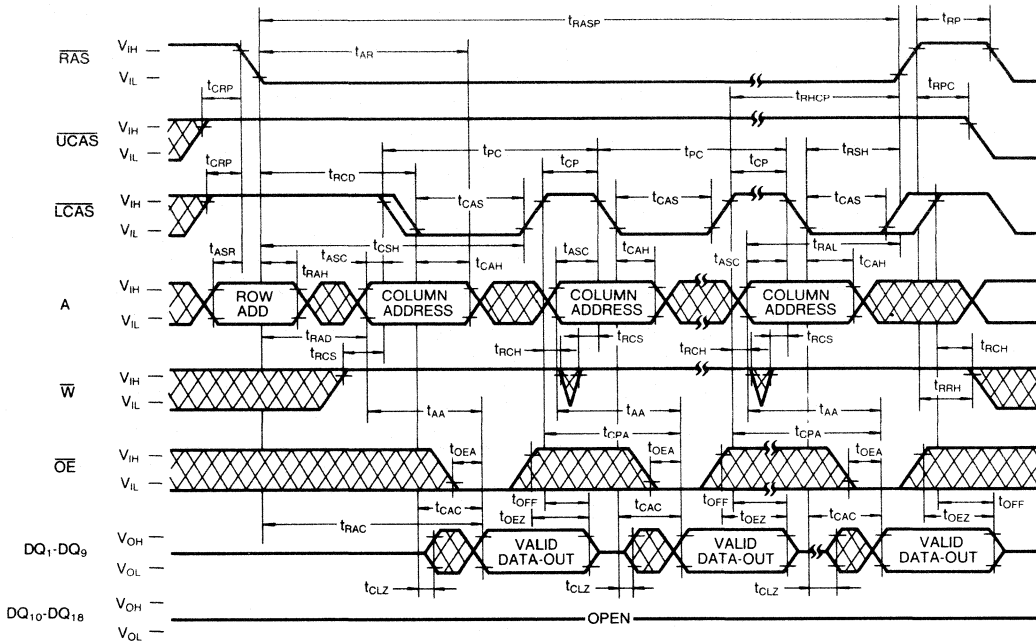 tRASP
tRP
tAR
RAS
VIH
VIL
tCRP
tRHCP
tRPC
UCAS
VIH
VIL
tPC
tPC
tCRP
tRCD
tCP
tCP
tRSH
LCAS
VIH
VIL
tCAS
tCAS
tCAS
tCSH
tRAL
tASR
tRAH
tASC
tCAH
tASC
tCAH
tASC
tCAH
A
VIH
VIL
ROW ADD
COLUMN ADDRESS
COLUMN ADDRESS
COLUMN ADDRESS
tRAD
tRCS
tRCH
tRCS
tRCH
tRCS
tRCH
W
VIH
VIL
tRRH
tAA
tAA
tAA
tCPA
tCPA
tOEA
tOEA
tOEA
OE
VIH
VIL
tCAC
tOFF
tCAC
tOFF
tCAC
tOFF
tRAC
tOEZ
tOEZ
tOEZ
DQ1-DQ9
VOH
VOL
VALID DATA-OUT
VALID DATA-OUT
VALID DATA-OUT
tCLZ
tCLZ
tCLZ
DQ10-DQ18
VOH
VOL
OPEN